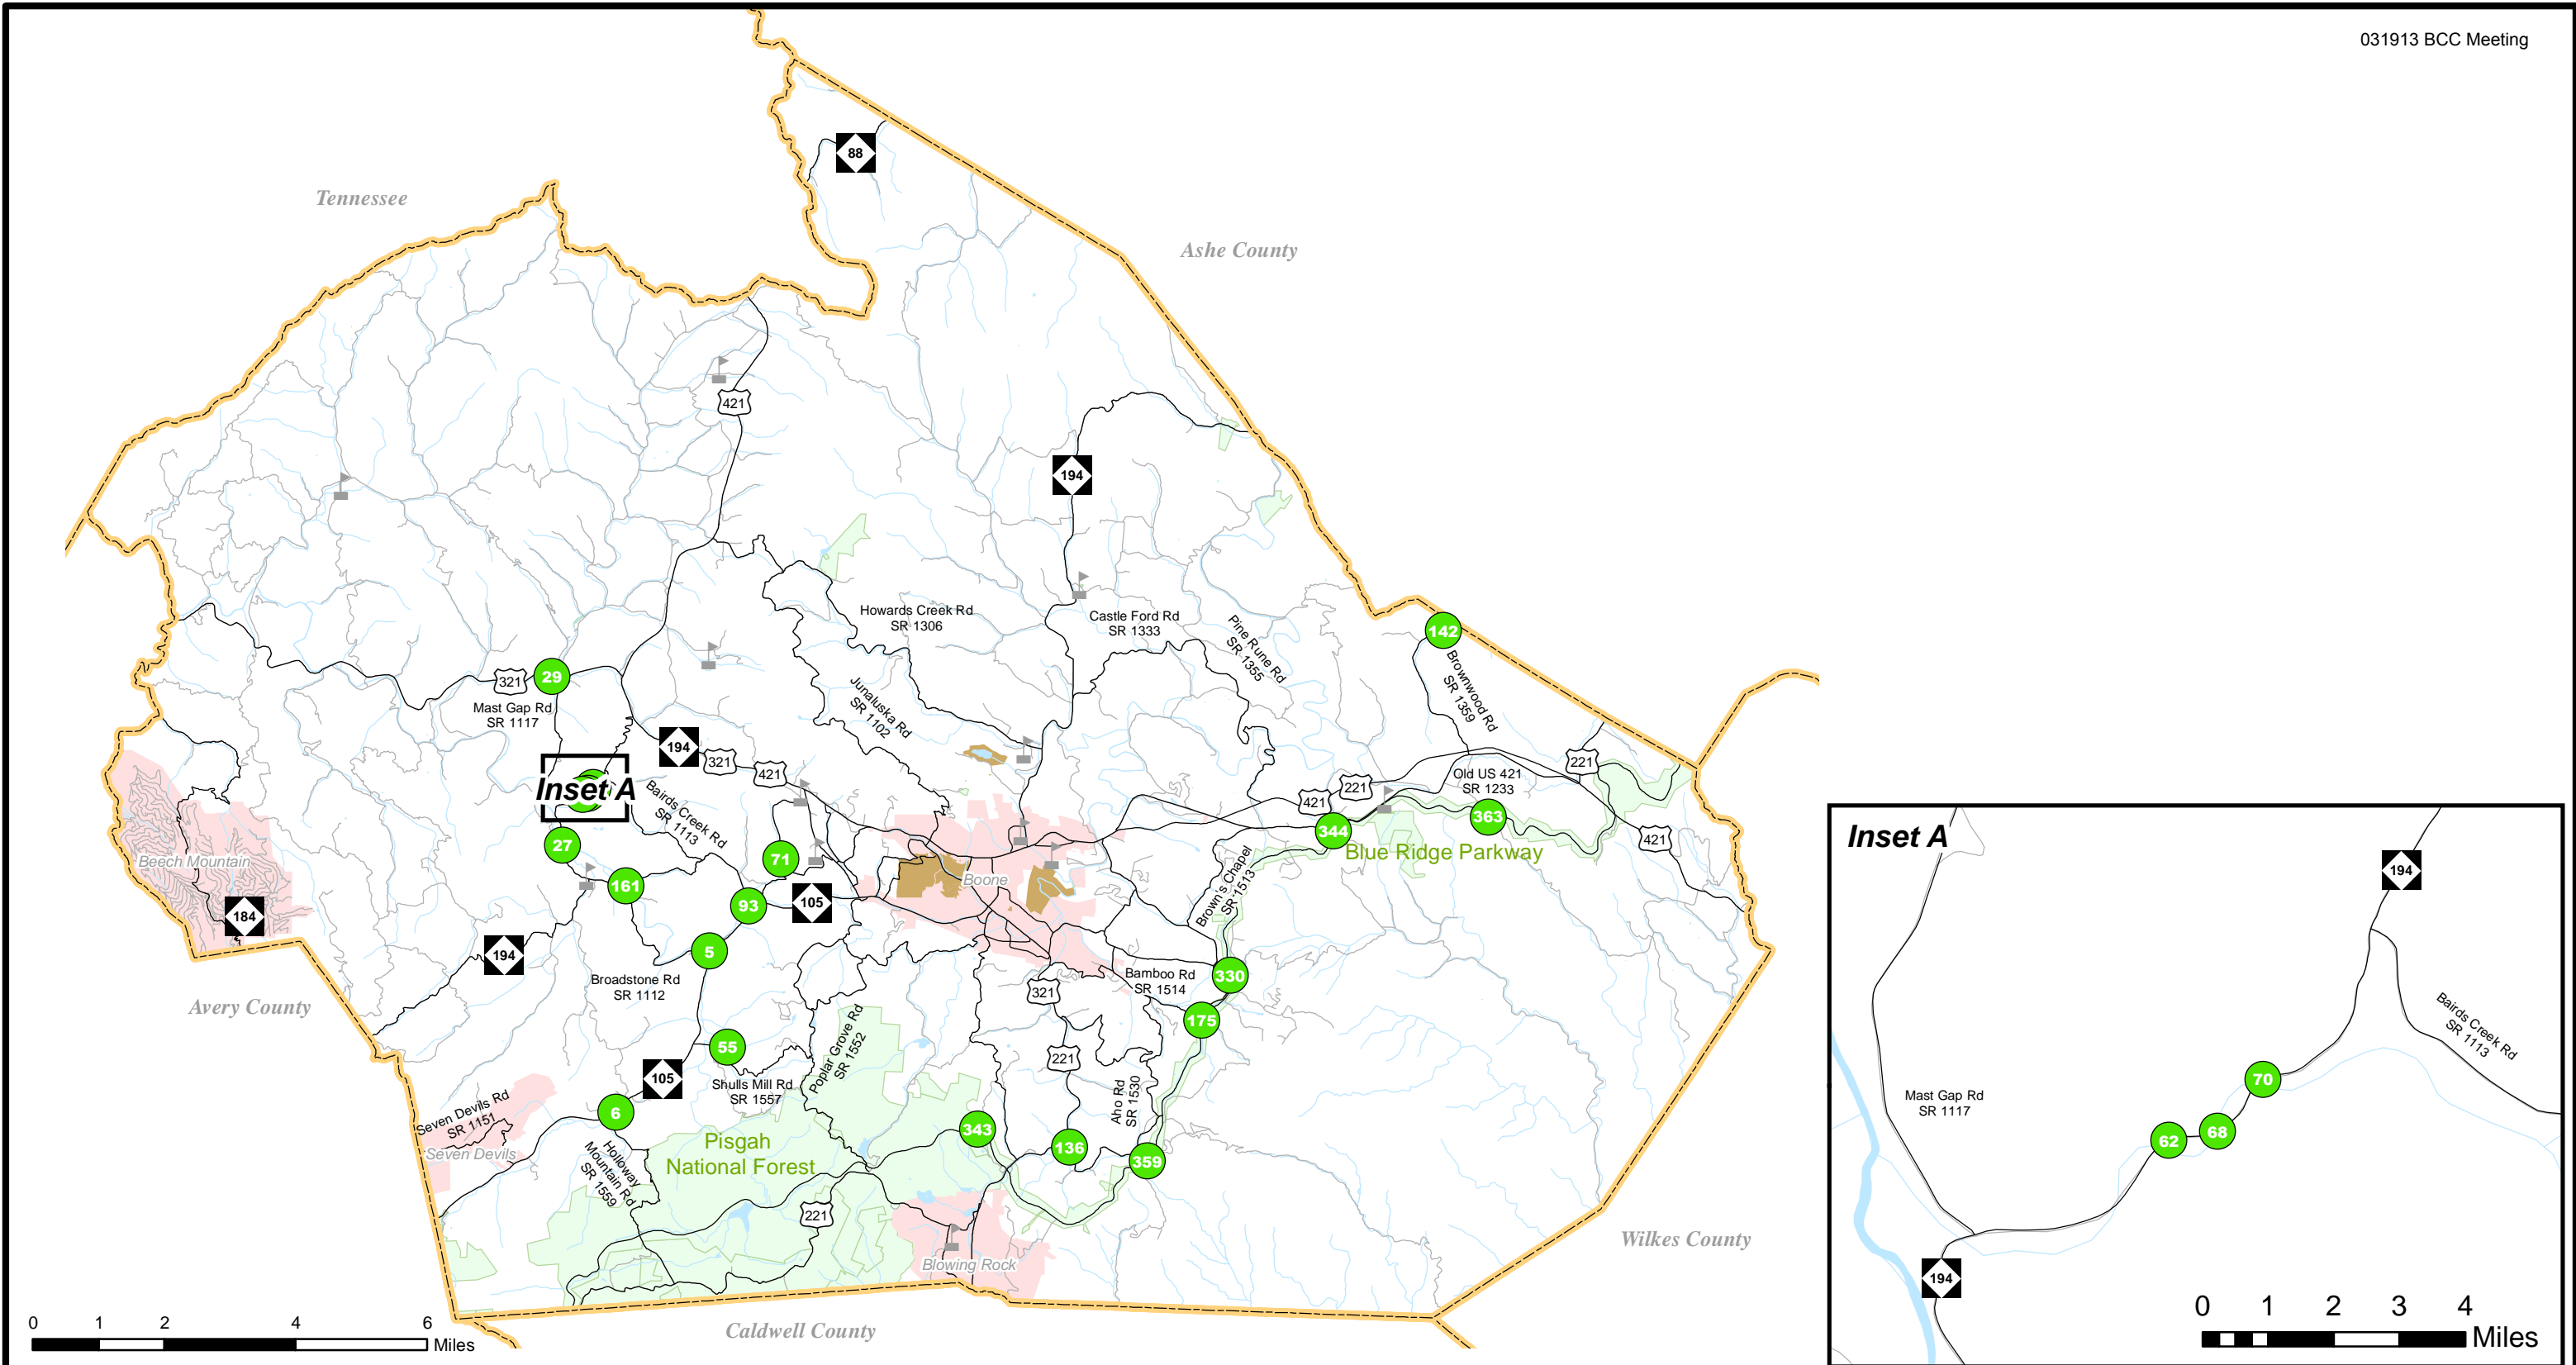 031913 BCC Meeting
88
Tennessee
Ashe County
421
194
Howards Creek Rd
SR 1306
Castle Ford Rd
SR 1333
Pine Rune Rd
SR 1355
142
Brownwood Rd
SR 1359
29
321
Mast Gap Rd
SR 1117
Junaluska Rd
SR 1102
194
321
421
Inset A
Bairds Creek Rd
SR 1113
221
Old US 421
SR 1233
221
421
363
344
421
Blue Ridge Parkway
27
71
Beech Mountain
161
Boone
93
105
184
Brown's Chapel
SR 1513
194
5
Broadstone Rd
SR 1112
Bamboo Rd
SR 1514
330
321
175
Avery County
55
221
Poplar Grove Rd
SR 1552
105
Shulls Mill Rd
SR 1557
Aho Rd
SR 1530
6
Seven Devils Rd
SR 1151
Seven Devils
Holloway
Mountain Rd
SR 1559
Pisgah
National Forest
343
136
359
221
Blowing Rock
Wilkes County
Caldwell County
0 1 2 4 6
Miles
Inset A
194
Bairds Creek Rd
SR 1113
70
Mast Gap Rd
SR 1117
62
68
194
0 1 2 3 4
Miles